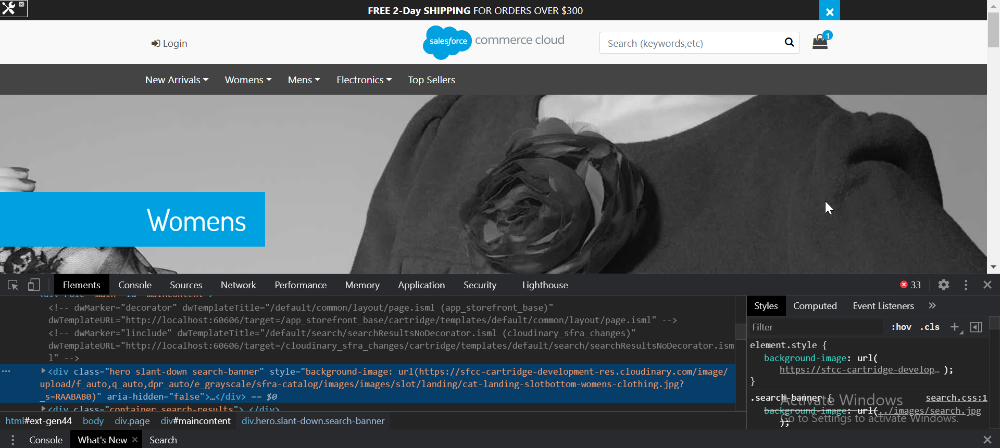 FREE 2-Day SHIPPING FOR ORDERS OVER $300
Login
salesforce commerce cloud
Search (keywords,etc)
1
New Arrivals Womens Mens Electronics Top Sellers
Womens
Elements Console Sources Network Performance Memory Application Security Lighthouse 33
<div role="main" id="maincontent">
<!-- dwMarker="decorator" dwTemplateTitle="/default/common/layout/page.isml (app_storefront_base)"
dwTemplateURL="http://localhost:60606/target=/app_storefront_base/cartridge/templates/default/common/layout/page.isml" -->
<!-- dwMarker="linclude" dwTemplateTitle="/default/search/searchResultsNoDecorator.isml (cloudinary_sfra_changes)"
dwTemplateURL="http://localhost:60606/target=/cloudinary_sfra_changes/cartridge/templates/default/search/searchResultsNoDecorator.ism
l" -->
<div class="hero slant-down search-banner" style="background-image: url(https://sfcc-cartridge-development-res.cloudinary.com/image/
upload/f_auto,q_auto,dpr_auto/e_grayscale/sfra-catalog/images/images/slot/landing/cat-landing-slotbottom-womens-clothing.jpg?
_s=RAABAB0)" aria-hidden="false">…</div> == $0
<div class="container search-results"> </div>
html#ext-gen44 body div.page div#maincontent div.hero.slant-down.search-banner
Styles Computed Event Listeners »
Filter :hov .cls +
element.style {
background-image: url(
https://sfcc-cartridge-develop… );
}
.search-banner { search.css:1
background-image: url(../images/search.jpg
);
Activate Windows
Go to Settings to activate Windows.
Console What's New Search